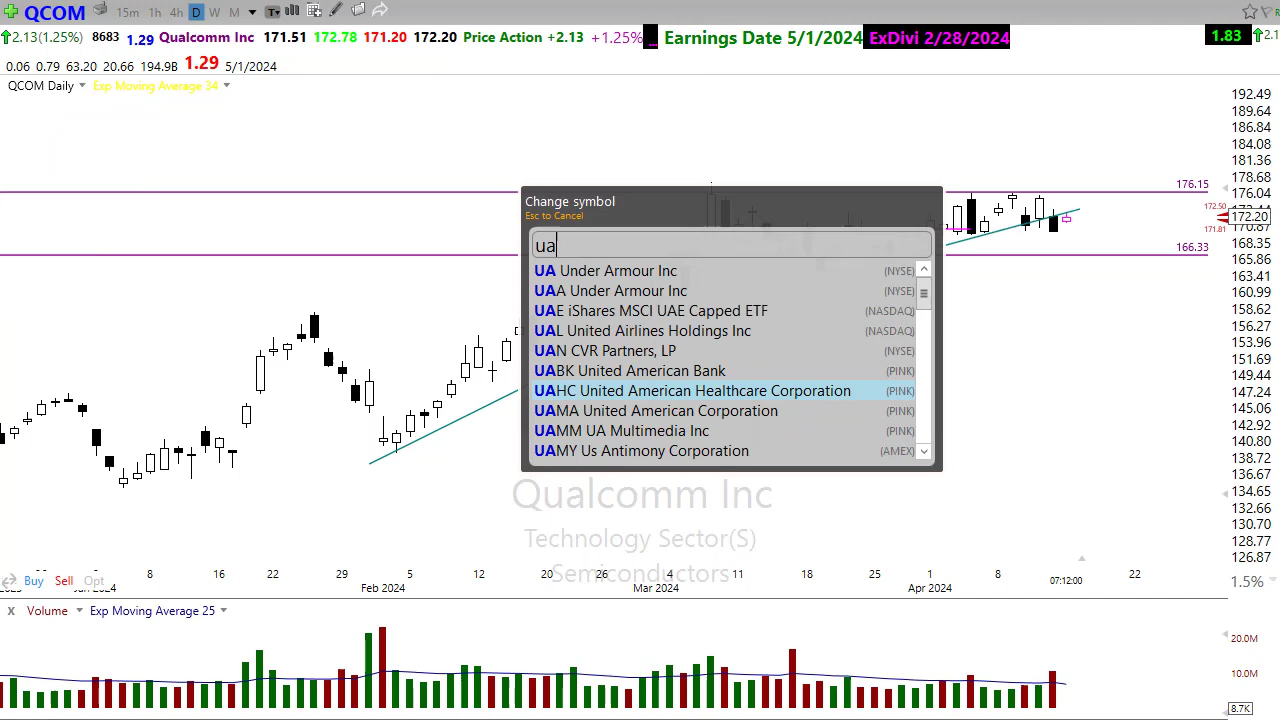 QCOM 15m 1h 4h D W M T
2.13(1.25%) 8683 1.29 Qualcomm Inc 171.51 172.78 171.20 172.20 Price Action +2.13 +1.25% Earnings Date 5/1/2024 ExDivi 2/28/2024 1.83 2.1
0.06 0.79 63.20 20.66 194.9B 1.29 5/1/2024
QCOM Daily Exp Moving Average 34
192.49
189.64
186.84
184.08
181.36
178.68
176.15
176.04
172.50
172.20
171.81
168.35
166.33
165.86
163.41
160.99
158.62
156.27
153.96
151.69
149.44
147.24
145.06
142.92
140.80
138.72
136.67
134.65
132.66
130.70
128.77
126.87
Change symbol
Esc to Cancel
ua
UA Under Armour Inc (NYSE)
UAA Under Armour Inc (NYSE)
UAE iShares MSCI UAE Capped ETF (NASDAQ)
UAL United Airlines Holdings Inc (NASDAQ)
UAN CVR Partners, LP (NYSE)
UABK United American Bank (PINK)
UAHC United American Healthcare Corporation (PINK)
UAMA United American Corporation (PINK)
UAMM UA Multimedia Inc (PINK)
UAMY Us Antimony Corporation (AMEX)
Qualcomm Inc
Technology Sector(S)
Semiconductors
8 16 22 29 5 12 20 26 4 11 18 25 1 8 07:12:00 22
Buy Sell Opt 1.5%
Feb 2024 Mar 2024 Apr 2024
X Volume Exp Moving Average 25
20.0M
10.0M
8.7K